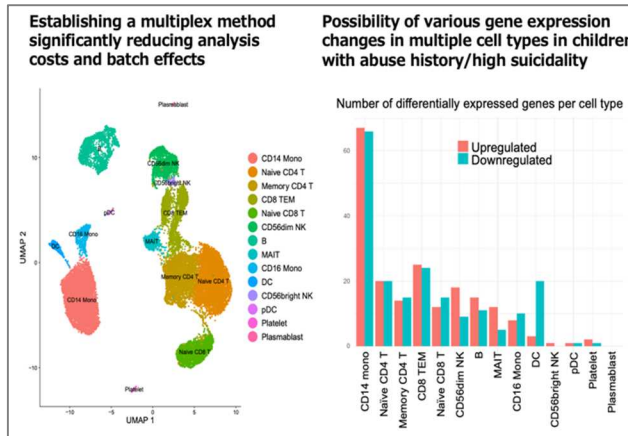 Establishing a multiplex method
significantly reducing analysis
costs and batch effects
Plasmablast
B
CD56dim NK
CD56bright NK
pDC
CD8 TEM
CD16 Mono
DC
MAIT
Memory CD4 T
Naive CD4 T
CD14 Mono
Naive CD8 T
Platelet
UMAP 2
10
0
−10
−10
−5
0
5
10
UMAP 1
CD14 Mono
Naive CD4 T
Memory CD4 T
CD8 TEM
Naive CD8 T
CD56dim NK
B
MAIT
CD16 Mono
DC
CD56bright NK
pDC
Platelet
Plasmablast
Possibility of various gene expression
changes in multiple cell types in children
with abuse history/high suicidality
Number of differentially expressed genes per cell type
Upregulated
Downregulated
60
40
20
0
CD14 mono
Naïve CD4 T
Memory CD4 T
CD8 TEM
Naïve CD8 T
CD56dim NK
B
MAIT
CD16 Mono
DC
CD56bright NK
pDC
Platelet
Plasmablast